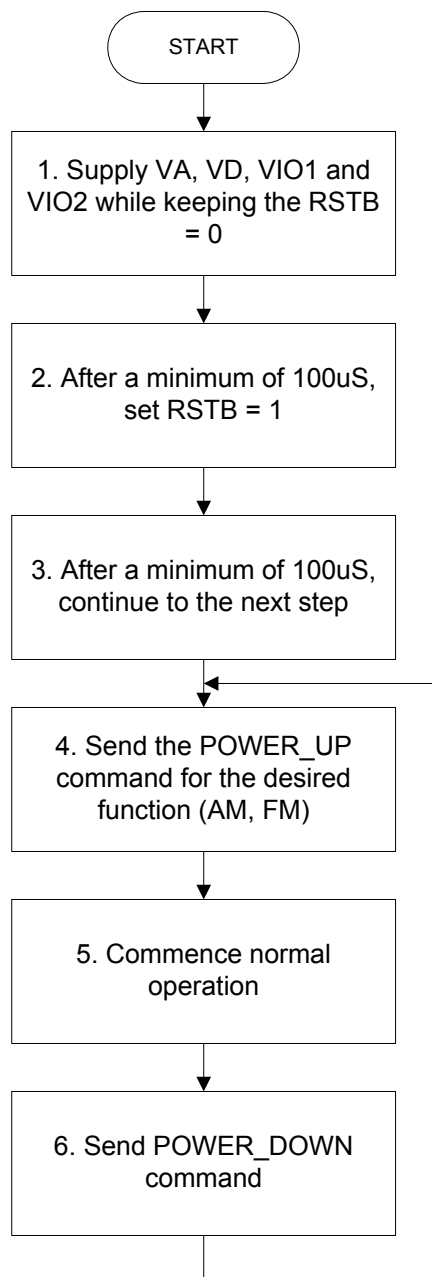 START
1. Supply VA, VD, VIO1 and
VIO2 while keeping the RSTB
= 0
2. After a minimum of 100uS,
set RSTB = 1
3. After a minimum of 100uS,
continue to the next step
4. Send the POWER_UP
command for the desired
function (AM, FM)
5. Commence normal
operation
6. Send POWER_DOWN
command